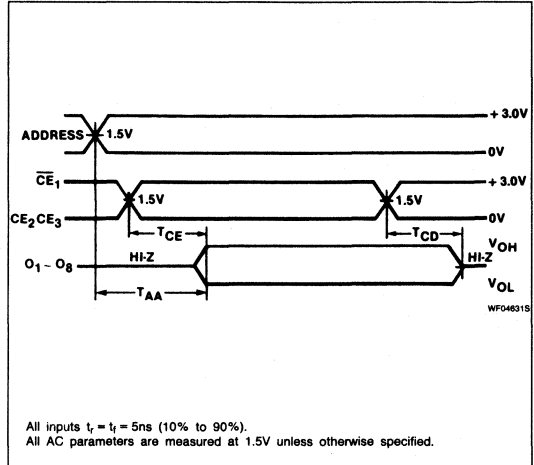 + 3.0V
ADDRESS 1.5V
0V
CE1 + 3.0V
1.5V 1.5V
CE2CE3 0V
TCE TCD VOH
O1 - O8 HI-Z HI-Z
VOL
TAA
WF04631S
All inputs tr = tf = 5ns (10% to 90%).
All AC parameters are measured at 1.5V unless otherwise specified.